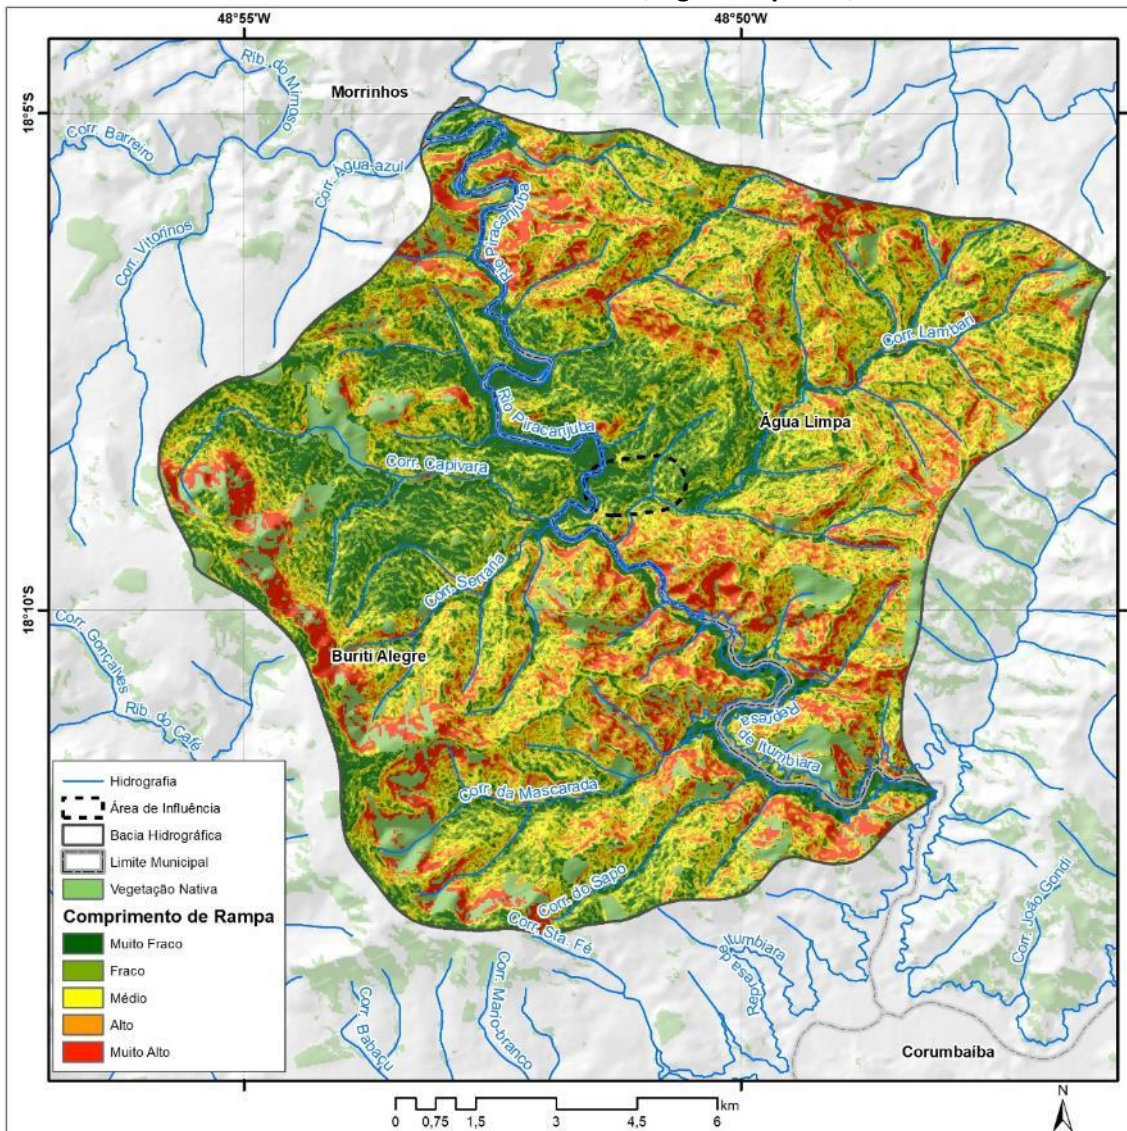 48°55'W
48°50'W
18°5'S
18°10'S
Rib. do Mimoso
Morrinhos
Corr. Barreiro
Corr. Água-azul
Corr. Vitorinos
Rio Piracanjuba
Corr. Lambari
Rio Piracanjuba
Água Limpa
Corr. Capivara
Corr. Serraria
Buriti Alegre
Corr. Gonçalves
Rib. do Café
Represa
de Itumbiara
Corr. da Mascarada
Corr. do Sapo
Corr. Sta. Fé
Corr. Babaçu
Corr. Mano-branco
Represa de
Itumbiara
Corr. João Gondi
Corumbaíba
Hidrografia
Área de Influência
Bacia Hidrográfica
Limite Municipal
Vegetação Nativa
Comprimento de Rampa
Muito Fraco
Fraco
Médio
Alto
Muito Alto
0 0,75 1,5 3 4,5 6
km
N